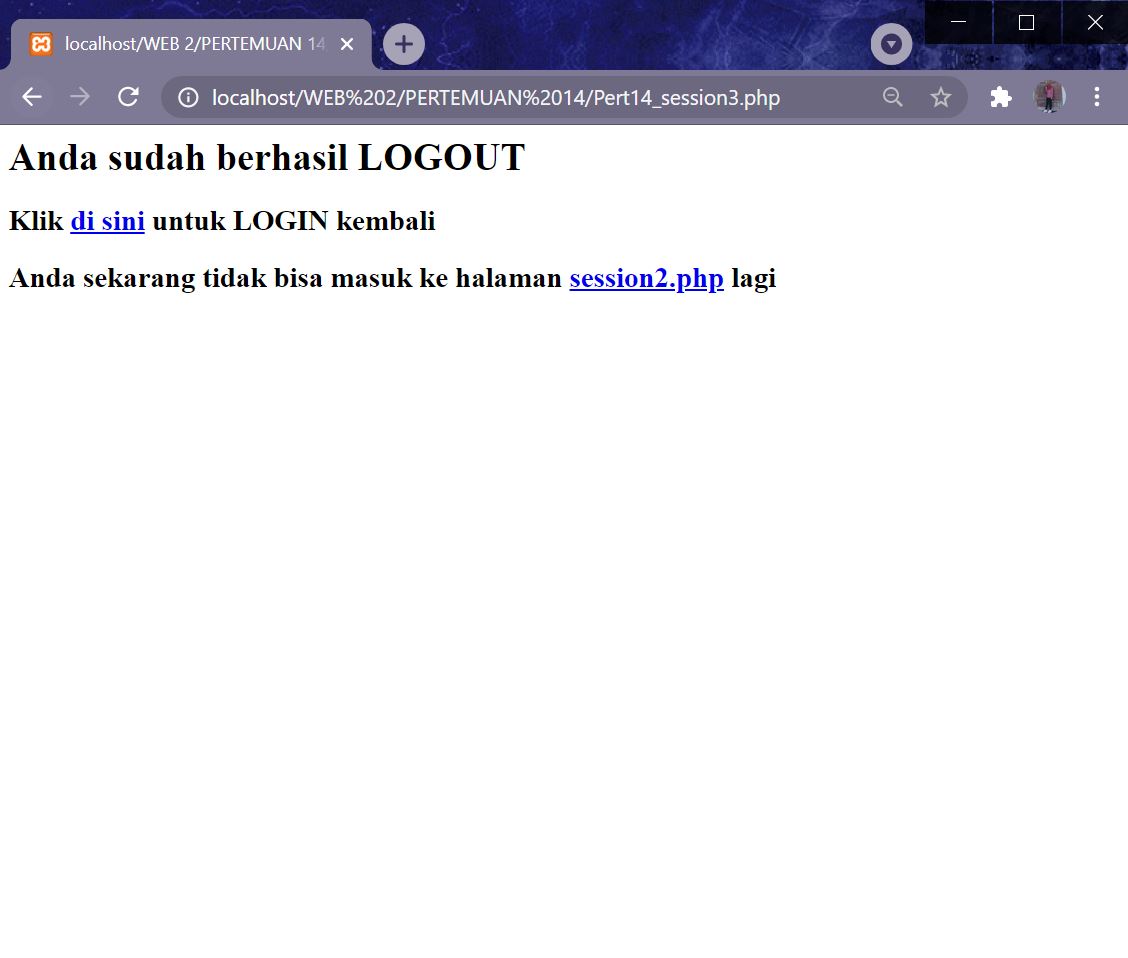 localhost/WEB 2/PERTEMUAN 14
localhost/WEB%202/PERTEMUAN%2014/Pert14_session3.php
Anda sudah berhasil LOGOUT
Klik di sini untuk LOGIN kembali
Anda sekarang tidak bisa masuk ke halaman session2.php lagi